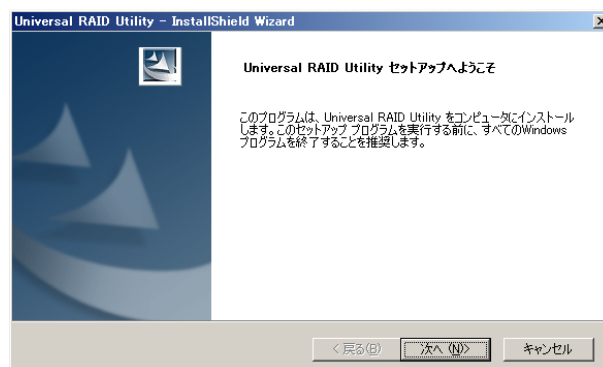 Universal RAID Utility - InstallShield Wizard
Universal RAID Utility セットアップへようこそ
このプログラムは、Universal RAID Utility をコンピュータにインストール
します。このセットアップ プログラムを実行する前に、すべてのWindows
プログラムを終了することを推奨します。
< 戻る(B)
次へ (N)>
キャンセル